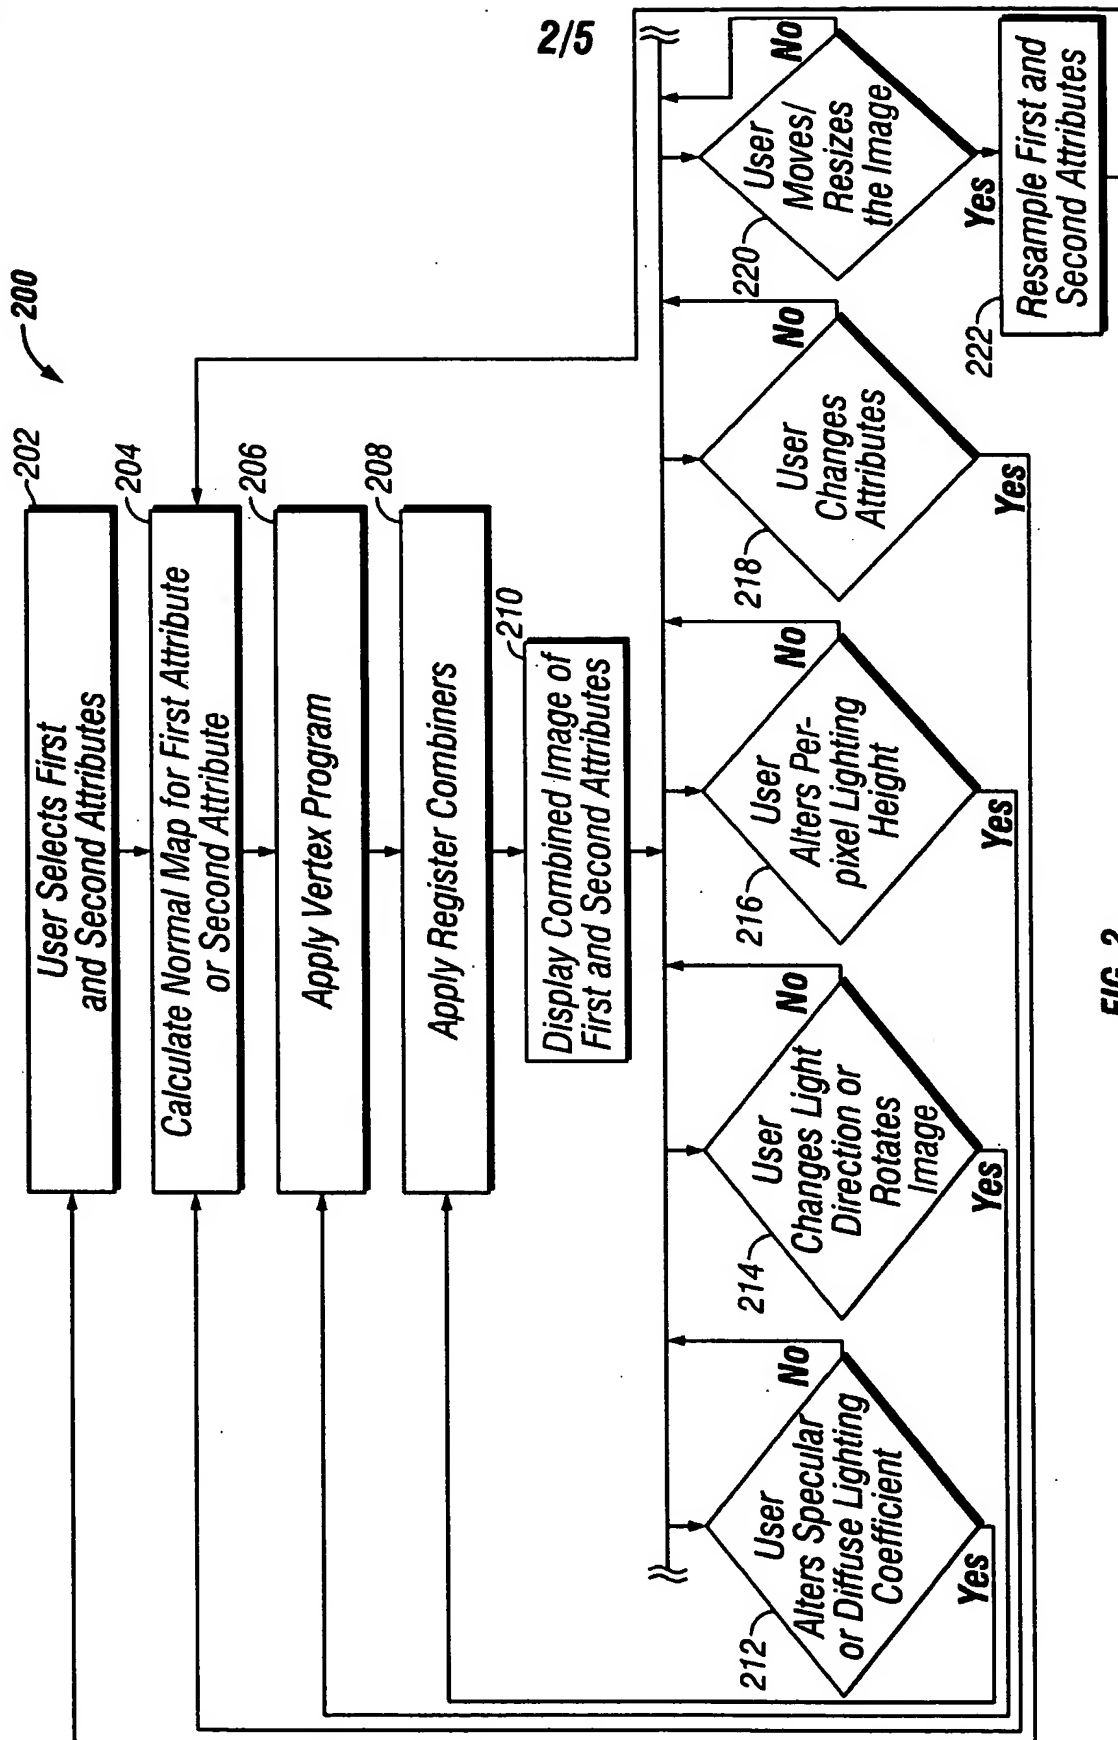 2/5
200
202
User Selects First
and Second Attributes
204
Calculate Normal Map for First Attribute
or Second Attribute
206
Apply Vertex Program
208
Apply Register Combiners
210
Display Combined Image of
First and Second Attributes
212
User
Alters Specular
or Diffuse Lighting
Coefficient
No
Yes
214
User
Changes Light
Direction or
Rotates
Image
No
Yes
216
User
Alters Per-
pixel Lighting
Height
No
Yes
218
User
Changes
Attributes
No
Yes
220
User
Moves/
Resizes
the Image
No
Yes
222
Resample First and
Second Attributes
FIG. 2